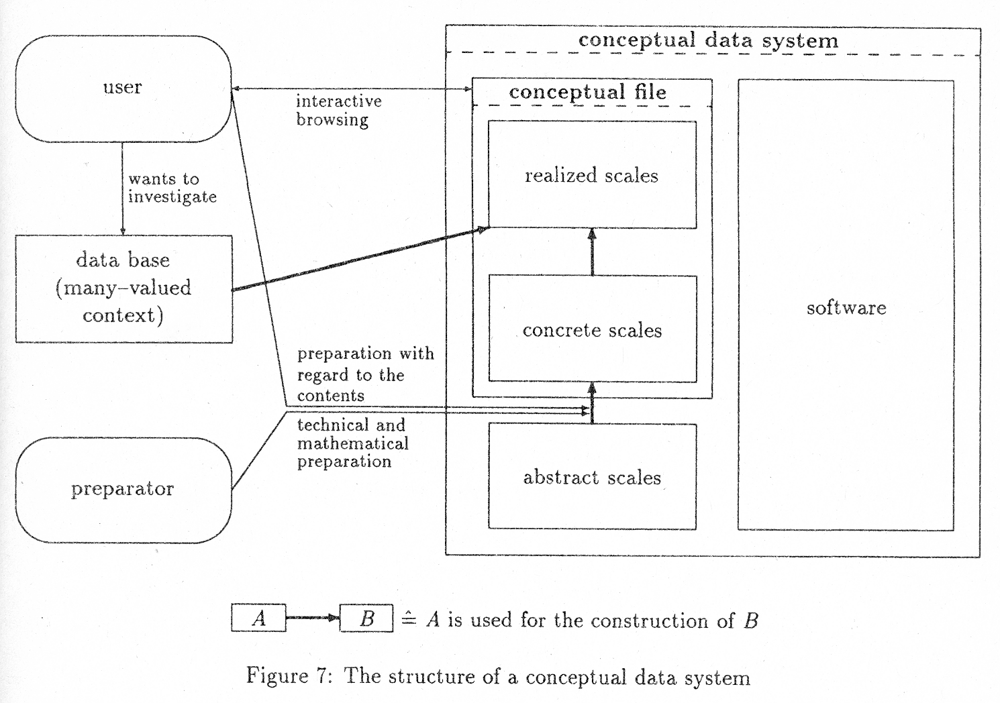 conceptual data system
user
conceptual file
interactive
browsing
realized scales
wants to
investigate
data base
(many–valued
context)
software
concrete scales
preparation with
regard to the
contents
technical and
mathematical
preparation
abstract scales
preparator
A B ≙ A is used for the construction of B
Figure 7: The structure of a conceptual data system